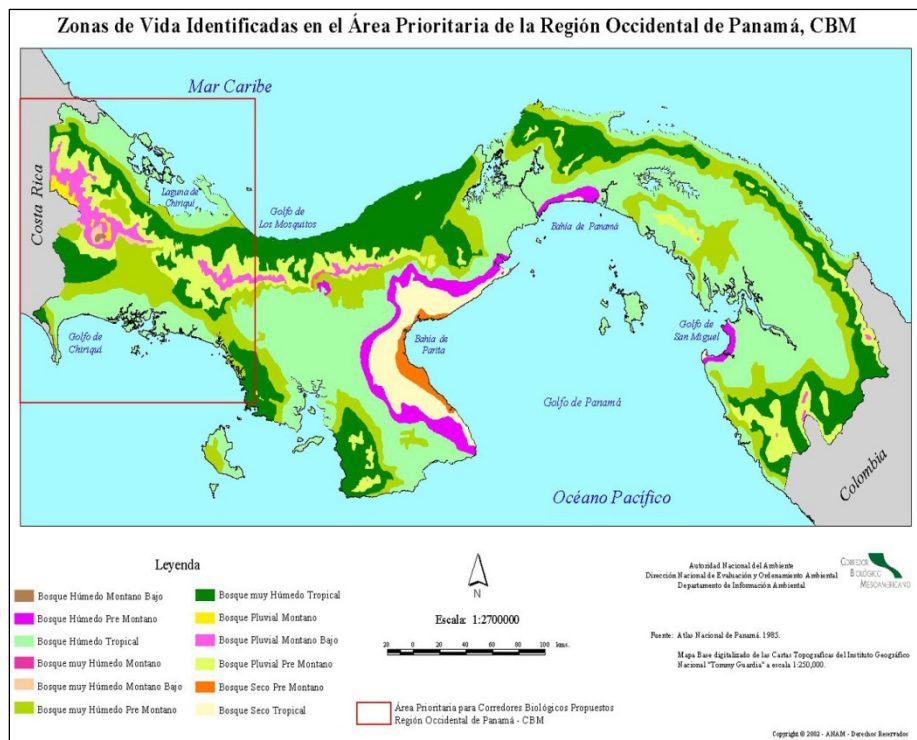 Zonas de Vida Identificadas en el Área Prioritaria de la Región Occidental de Panamá, CBM
Mar Caribe
Costa Rica
Laguna de
Chiriquí
Golfo de
Los Mosquitos
Bahía de Panamá
Golfo de
Chiriquí
Bahía de
Parita
Golfo de
San Miguel
Golfo de Panamá
Océano Pacífico
Colombia
Leyenda
Bosque Húmedo Montano Bajo
Bosque Húmedo Pre Montano
Bosque Húmedo Tropical
Bosque muy Húmedo Montano
Bosque muy Húmedo Montano Bajo
Bosque muy Húmedo Pre Montano
Bosque muy Húmedo Tropical
Bosque Pluvial Montano
Bosque Pluvial Montano Bajo
Bosque Pluvial Pre Montano
Bosque Seco Pre Montano
Bosque Seco Tropical
N
Escala: 1:2700000
20 0 20 40 60 80 100 kms.
Área Prioritaria para Corredores Biológicos Propuestos
Región Occidental de Panamá - CBM
Autoridad Nacional del Ambiente
Dirección Nacional de Evaluación y Ordenamiento Ambiental
Departamento de Información Ambiental
CORREDOR
BIOLÓGICO
MESOAMERICANO
Fuente: Atlas Nacional de Panamá. 1985.
Mapa Base digitalizado de las Cartas Topograficas del Instituto Geográfico
Nacional "Tommy Guardia" a escala 1:250,000.
Copyright © 2002 - ANAM - Derechos Reservados